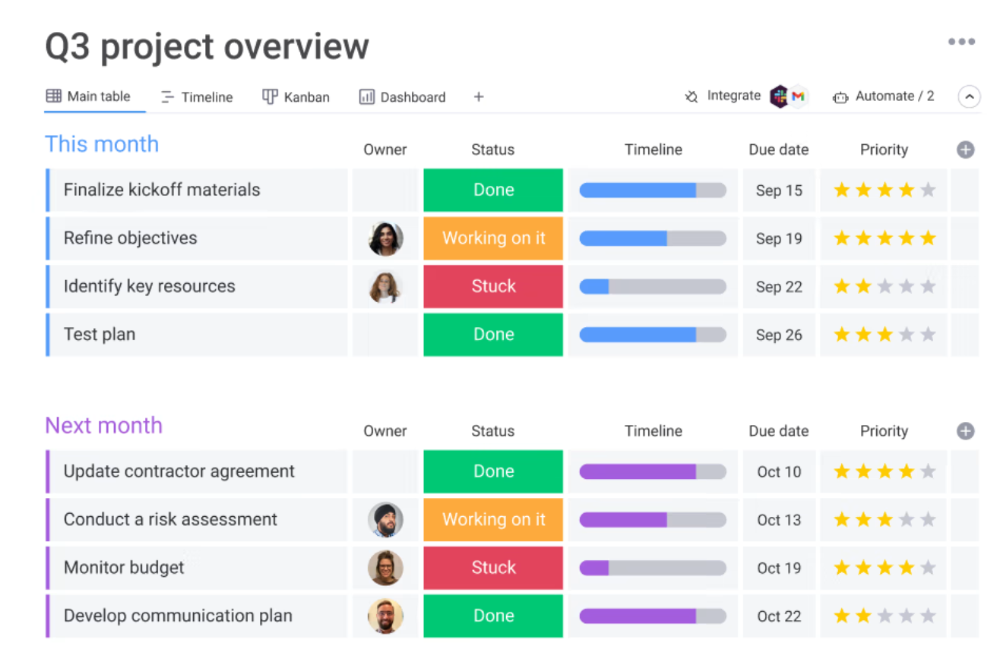 Q3 project overview
Main table Timeline Kanban Dashboard + Integrate Automate / 2
This month Owner Status Timeline Due date Priority
Finalize kickoff materials Done Sep 15
Refine objectives Working on it Sep 19
Identify key resources Stuck Sep 22
Test plan Done Sep 26
Next month Owner Status Timeline Due date Priority
Update contractor agreement Done Oct 10
Conduct a risk assessment Working on it Oct 13
Monitor budget Stuck Oct 19
Develop communication plan Done Oct 22